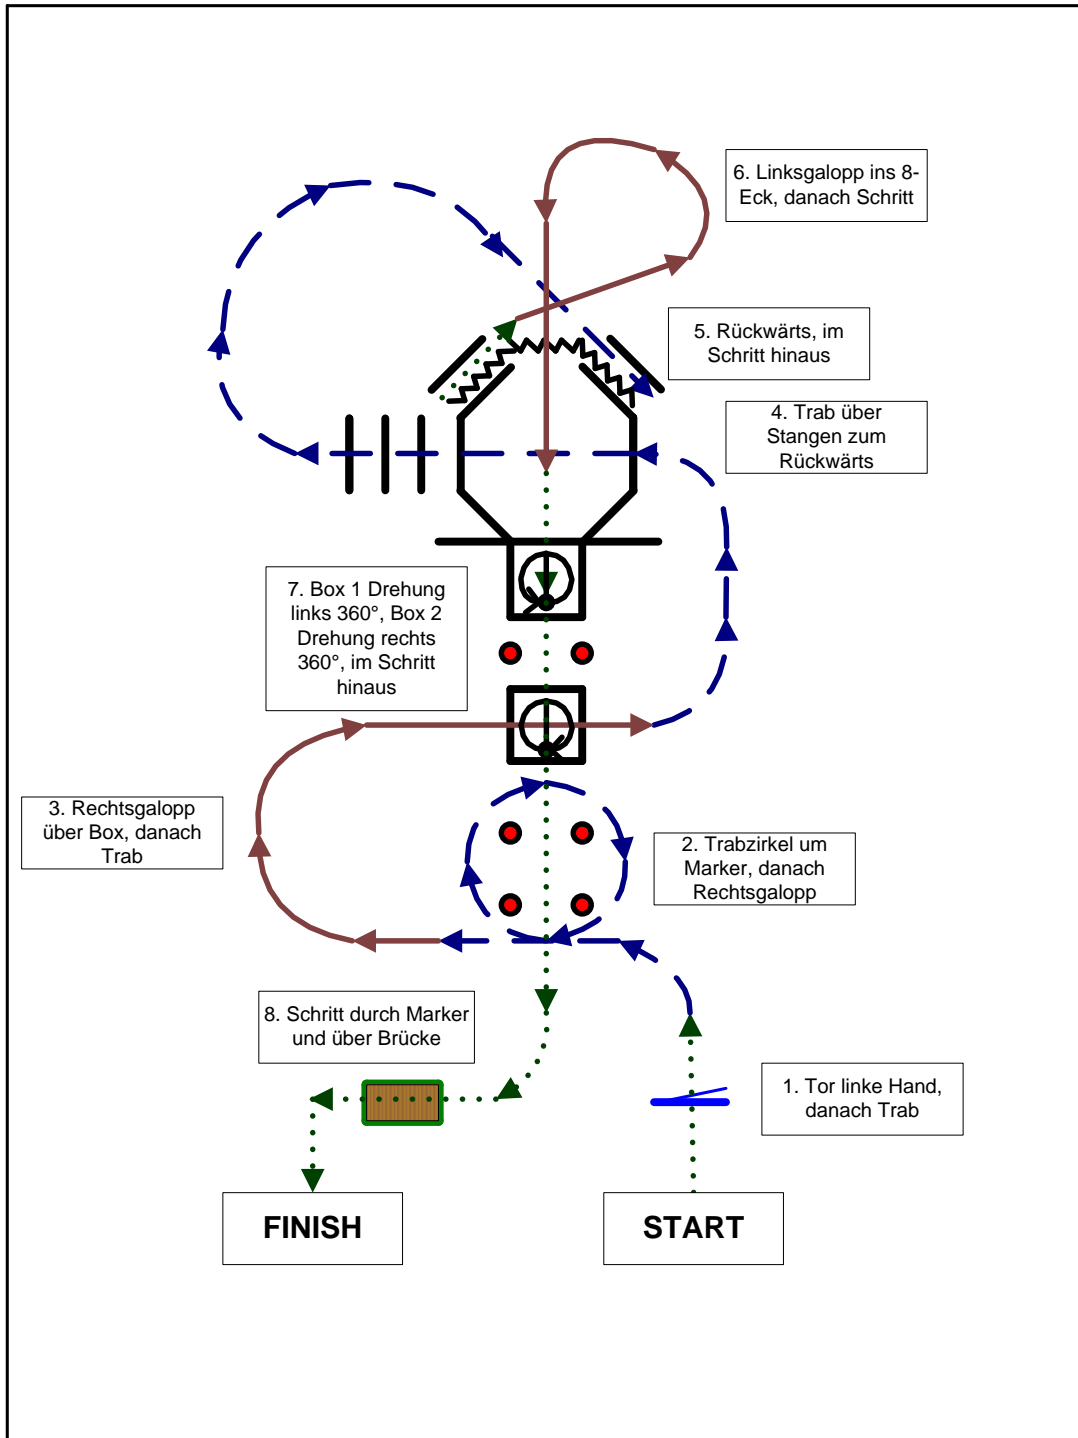 6. Linksgalopp ins 8-
Eck, danach Schritt
5. Rückwärts, im
Schritt hinaus
4. Trab über
Stangen zum
Rückwärts
7. Box 1 Drehung
links 360°, Box 2
Drehung rechts
360°, im Schritt
hinaus
3. Rechtsgalopp
über Box, danach
Trab
2. Trabzirkel um
Marker, danach
Rechtsgalopp
8. Schritt durch Marker
und über Brücke
1. Tor linke Hand,
danach Trab
FINISH
START